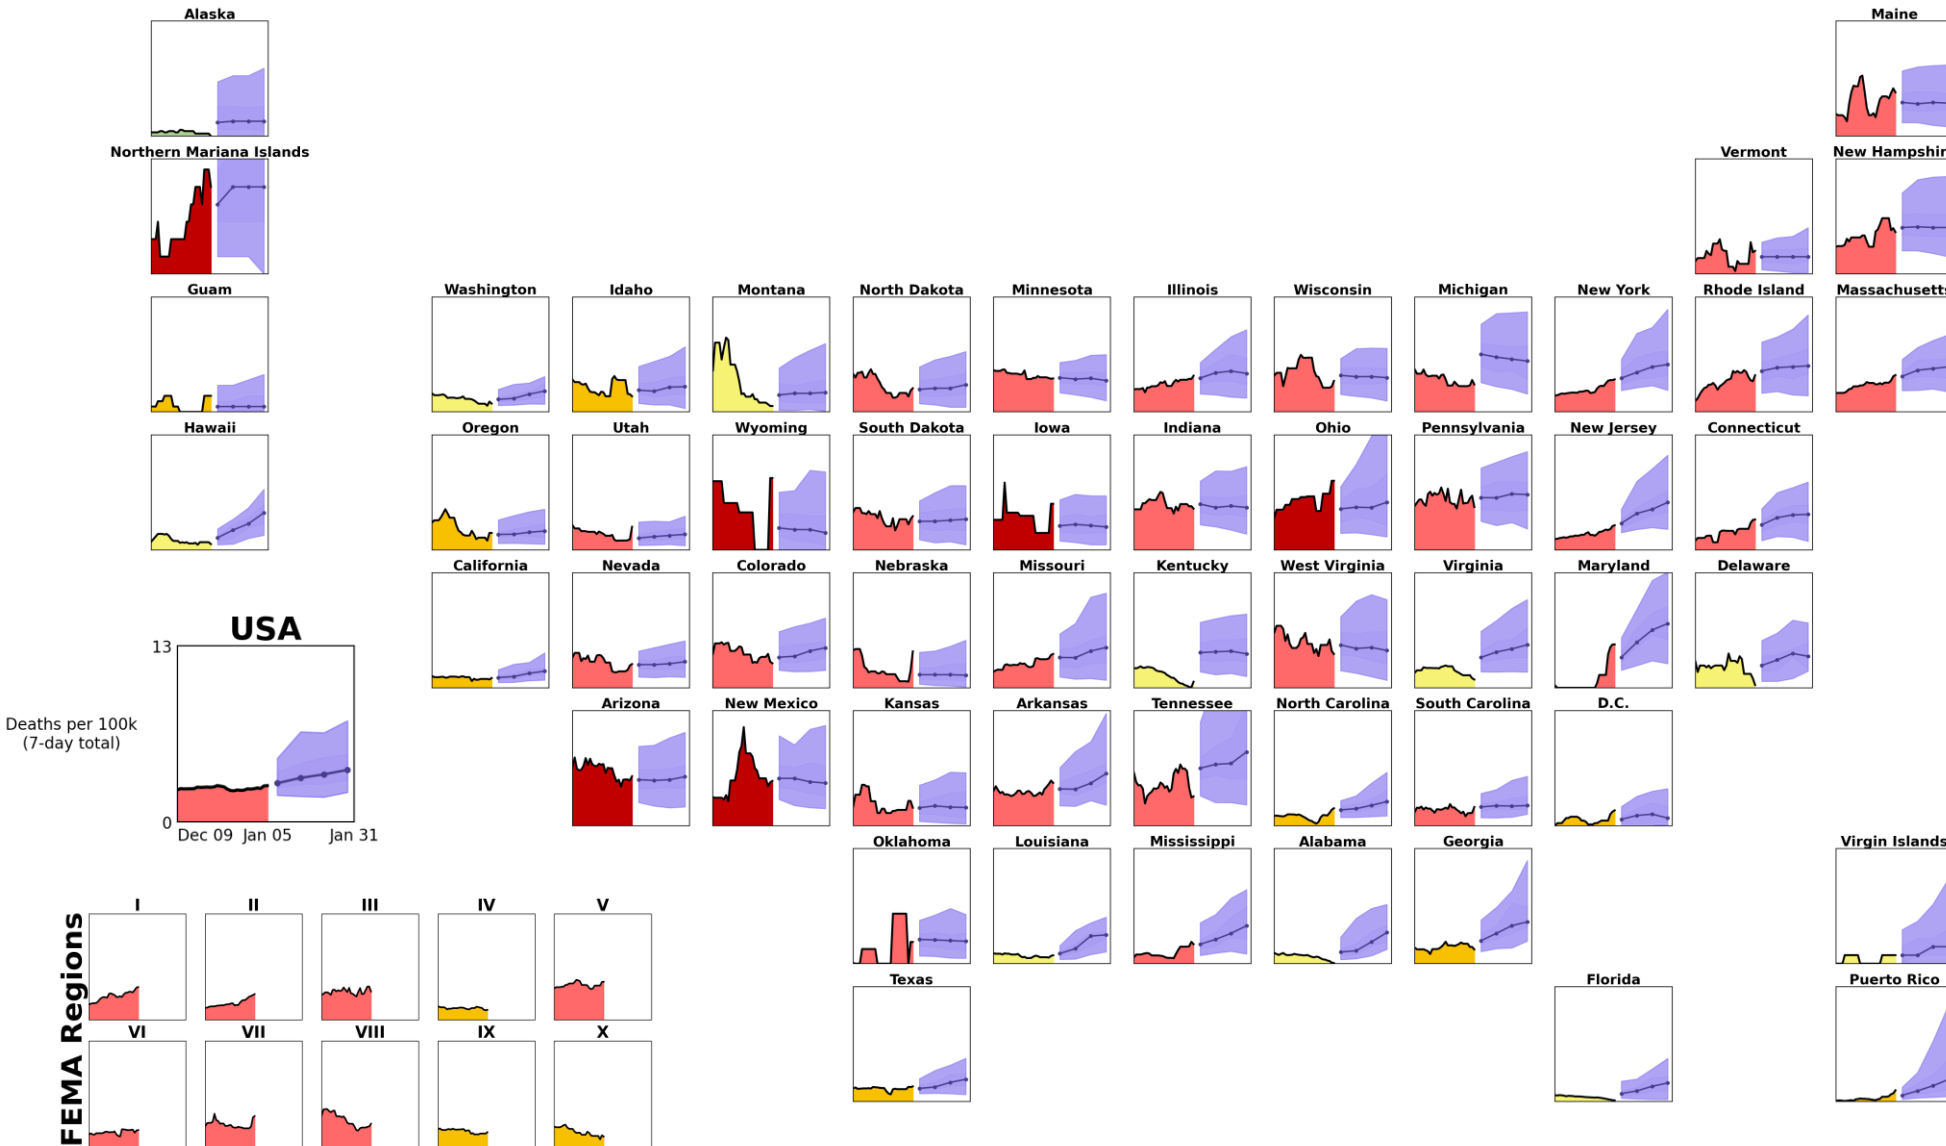 Alaska
Maine
Northern Mariana Islands
Vermont
New Hampshir
Guam
Washington
Idaho
Montana
North Dakota
Minnesota
Illinois
Wisconsin
Michigan
New York
Rhode Island
Massachusetts
Hawaii
Oregon
Utah
Wyoming
South Dakota
Iowa
Indiana
Ohio
Pennsylvania
New Jersey
Connecticut
California
Nevada
Colorado
Nebraska
Missouri
Kentucky
West Virginia
Virginia
Maryland
Delaware
USA
13
Deaths per 100k
(7-day total)
0
Dec 09
Jan 05
Jan 31
Arizona
New Mexico
Kansas
Arkansas
Tennessee
North Carolina
South Carolina
D.C.
Oklahoma
Louisiana
Mississippi
Alabama
Georgia
Virgin Islands
Texas
Florida
Puerto Rico
FEMA Regions
I
II
III
IV
V
VI
VII
VIII
IX
X